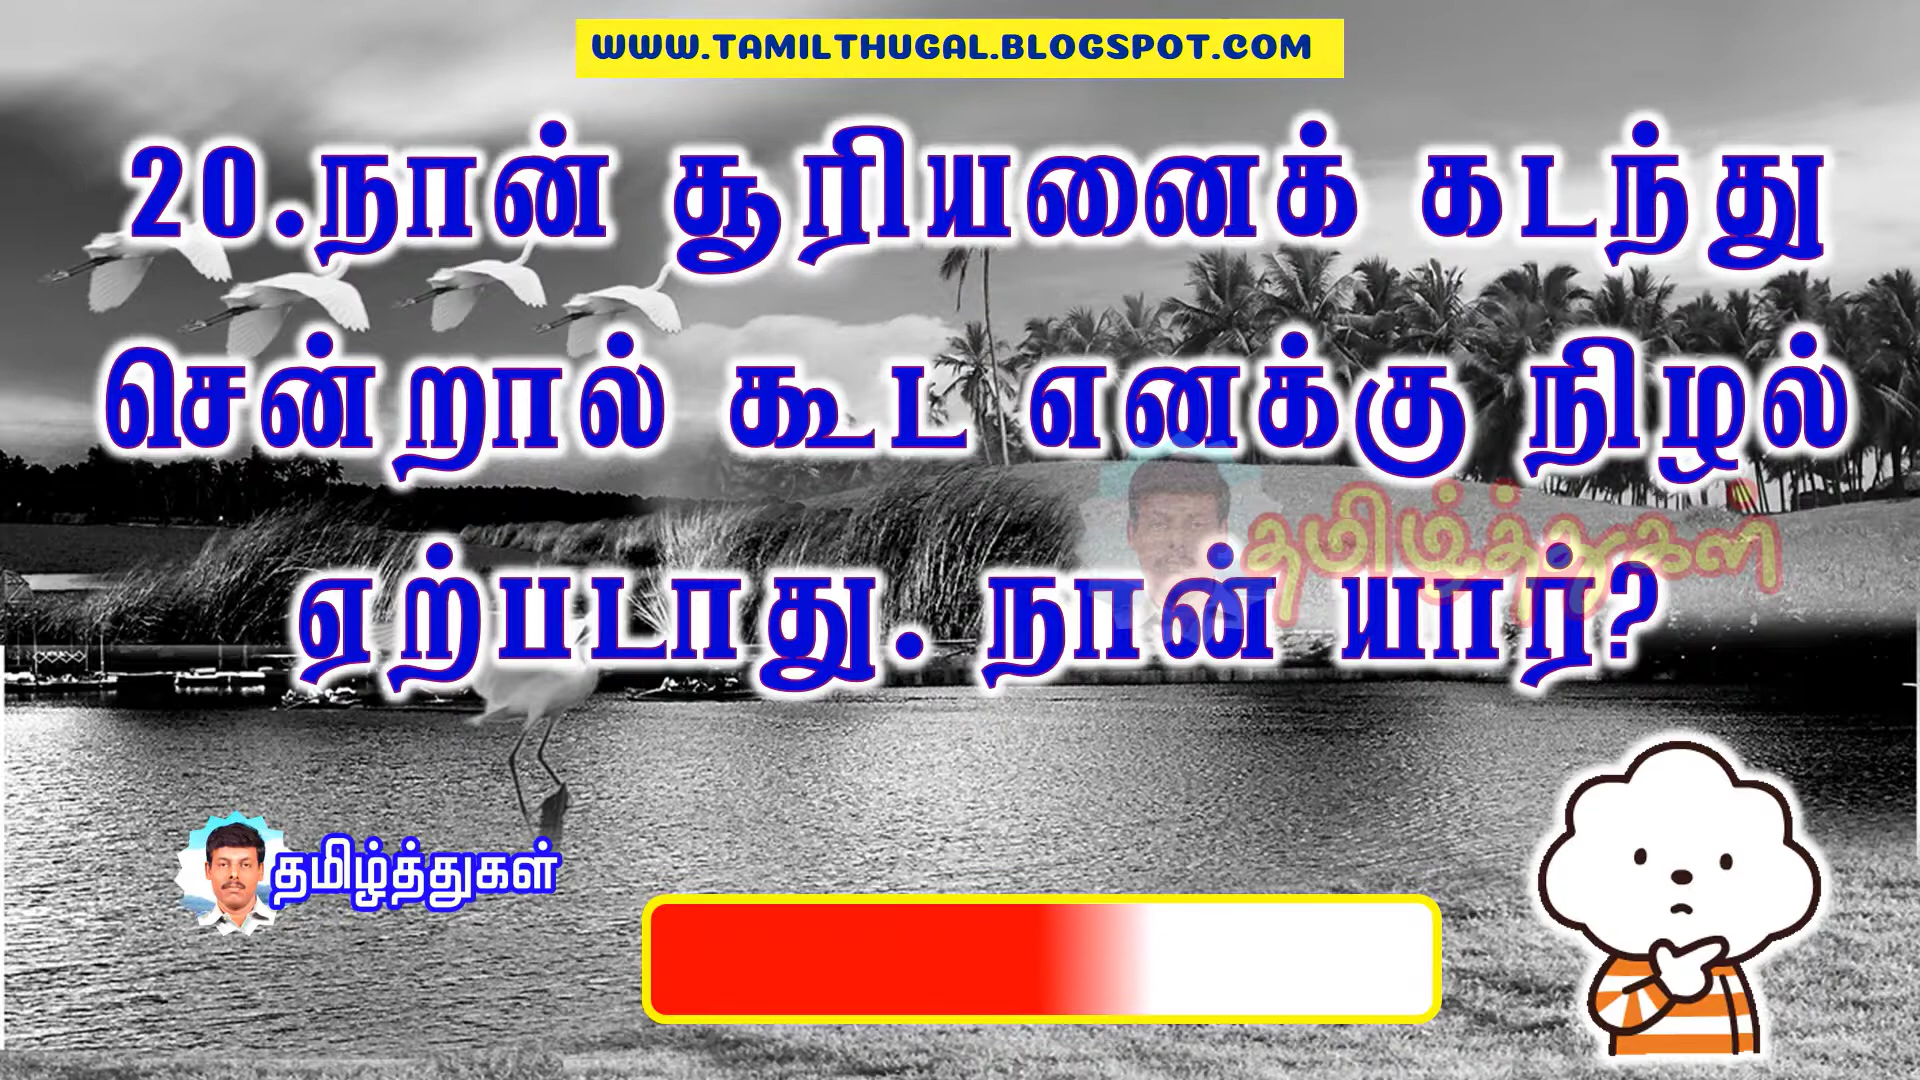 WWW.TAMILTHUGAL.BLOGSPOT.COM
20.நான் சூரியனைக் கடந்து
சென்றால் கூட எனக்கு நிழல்
தமிழ்த்துகள்
ஏற்படாது. நான் யார்?
தமிழ்த்துகள்